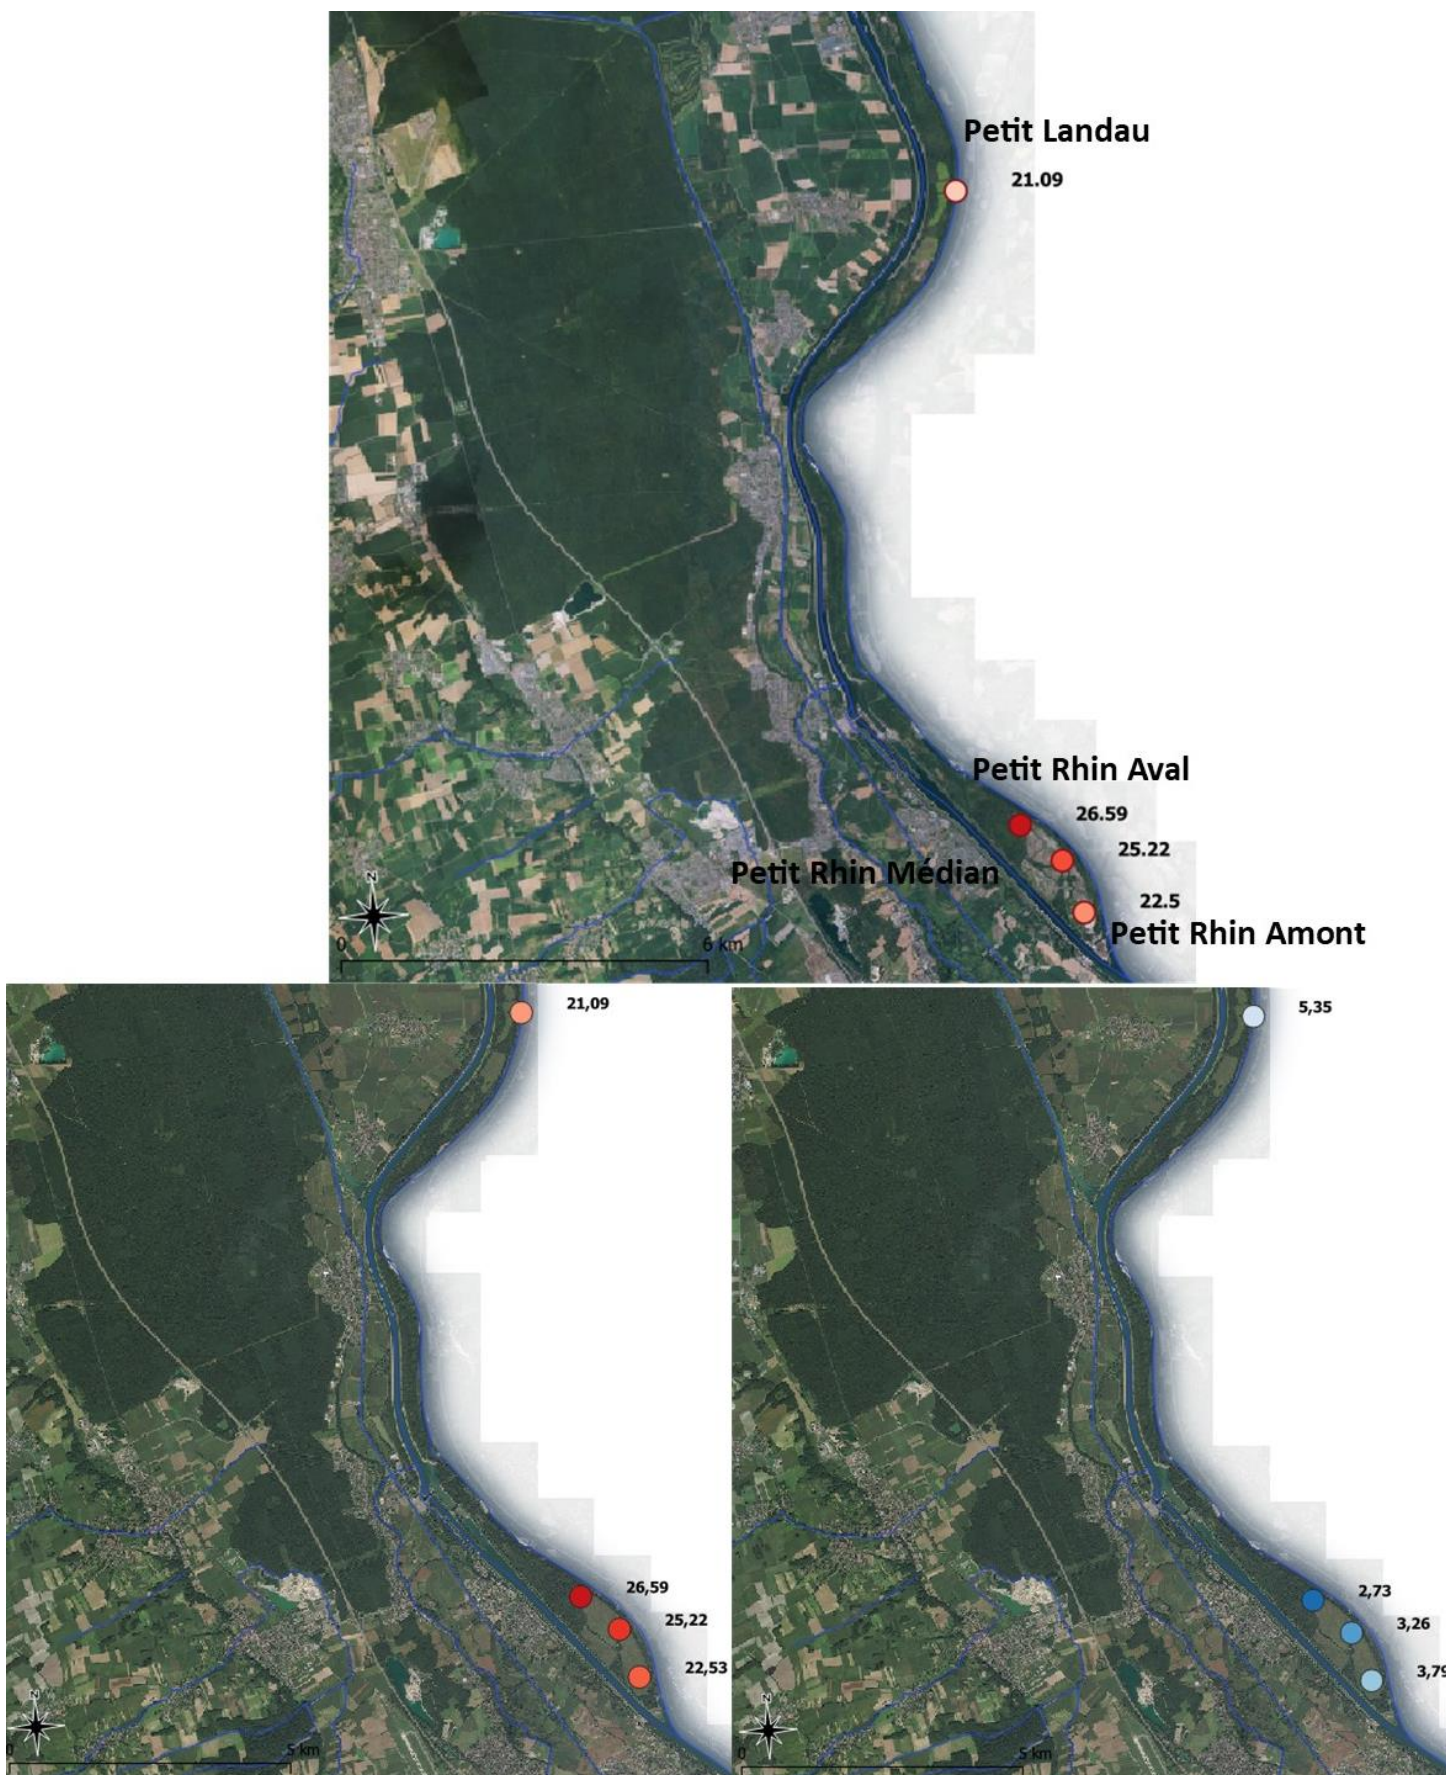 Petit Landau
21.09
Petit Rhin Aval
26.59
25.22
Petit Rhin Médian
22.5
Petit Rhin Amont
N
0
6 km
21,09
26,59
25,22
22,53
N
0
5 km
5,35
2,73
3,26
3,79
N
0
5 km